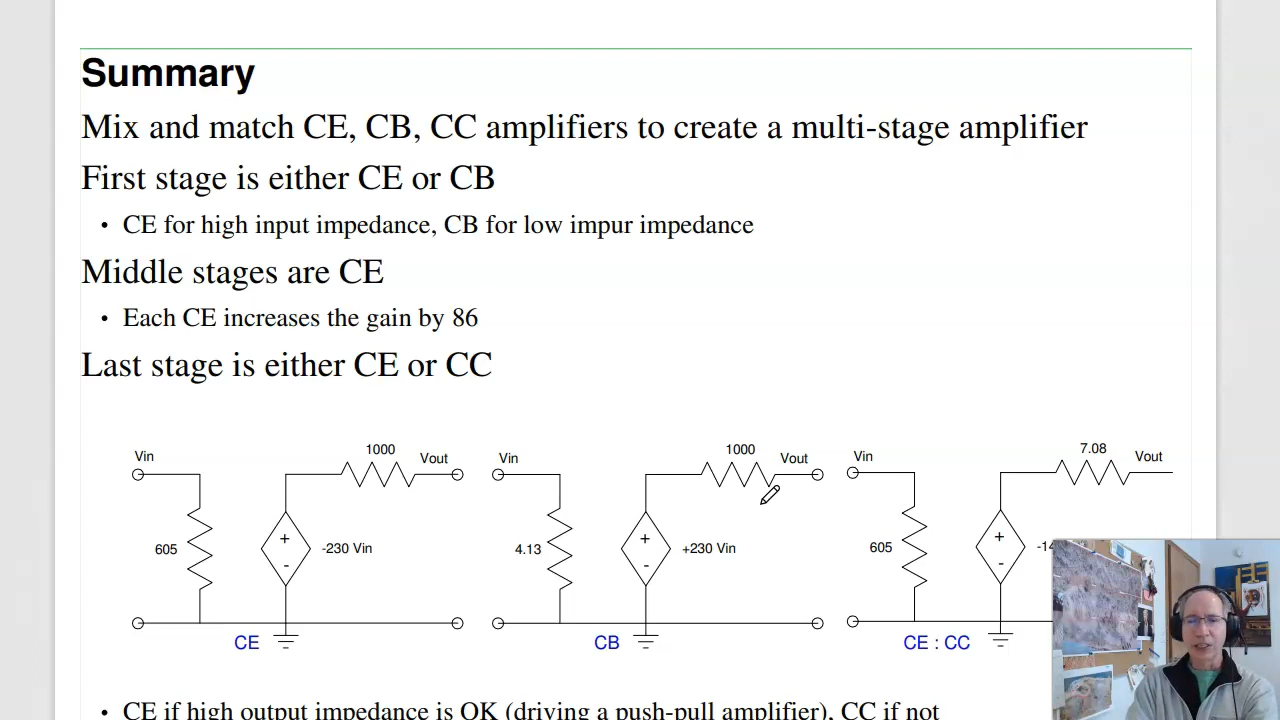 Summary
Mix and match CE, CB, CC amplifiers to create a multi-stage amplifier
First stage is either CE or CB
• CE for high input impedance, CB for low impur impedance
Middle stages are CE
• Each CE increases the gain by 86
Last stage is either CE or CC
Vin 1000 Vout Vin 1000 Vout Vin 7.08 Vout
605 + - -230 Vin 4.13 + - +230 Vin 605 + -
CE CB CE : CC
• CE if high output impedance is OK (driving a push-pull amplifier), CC if not